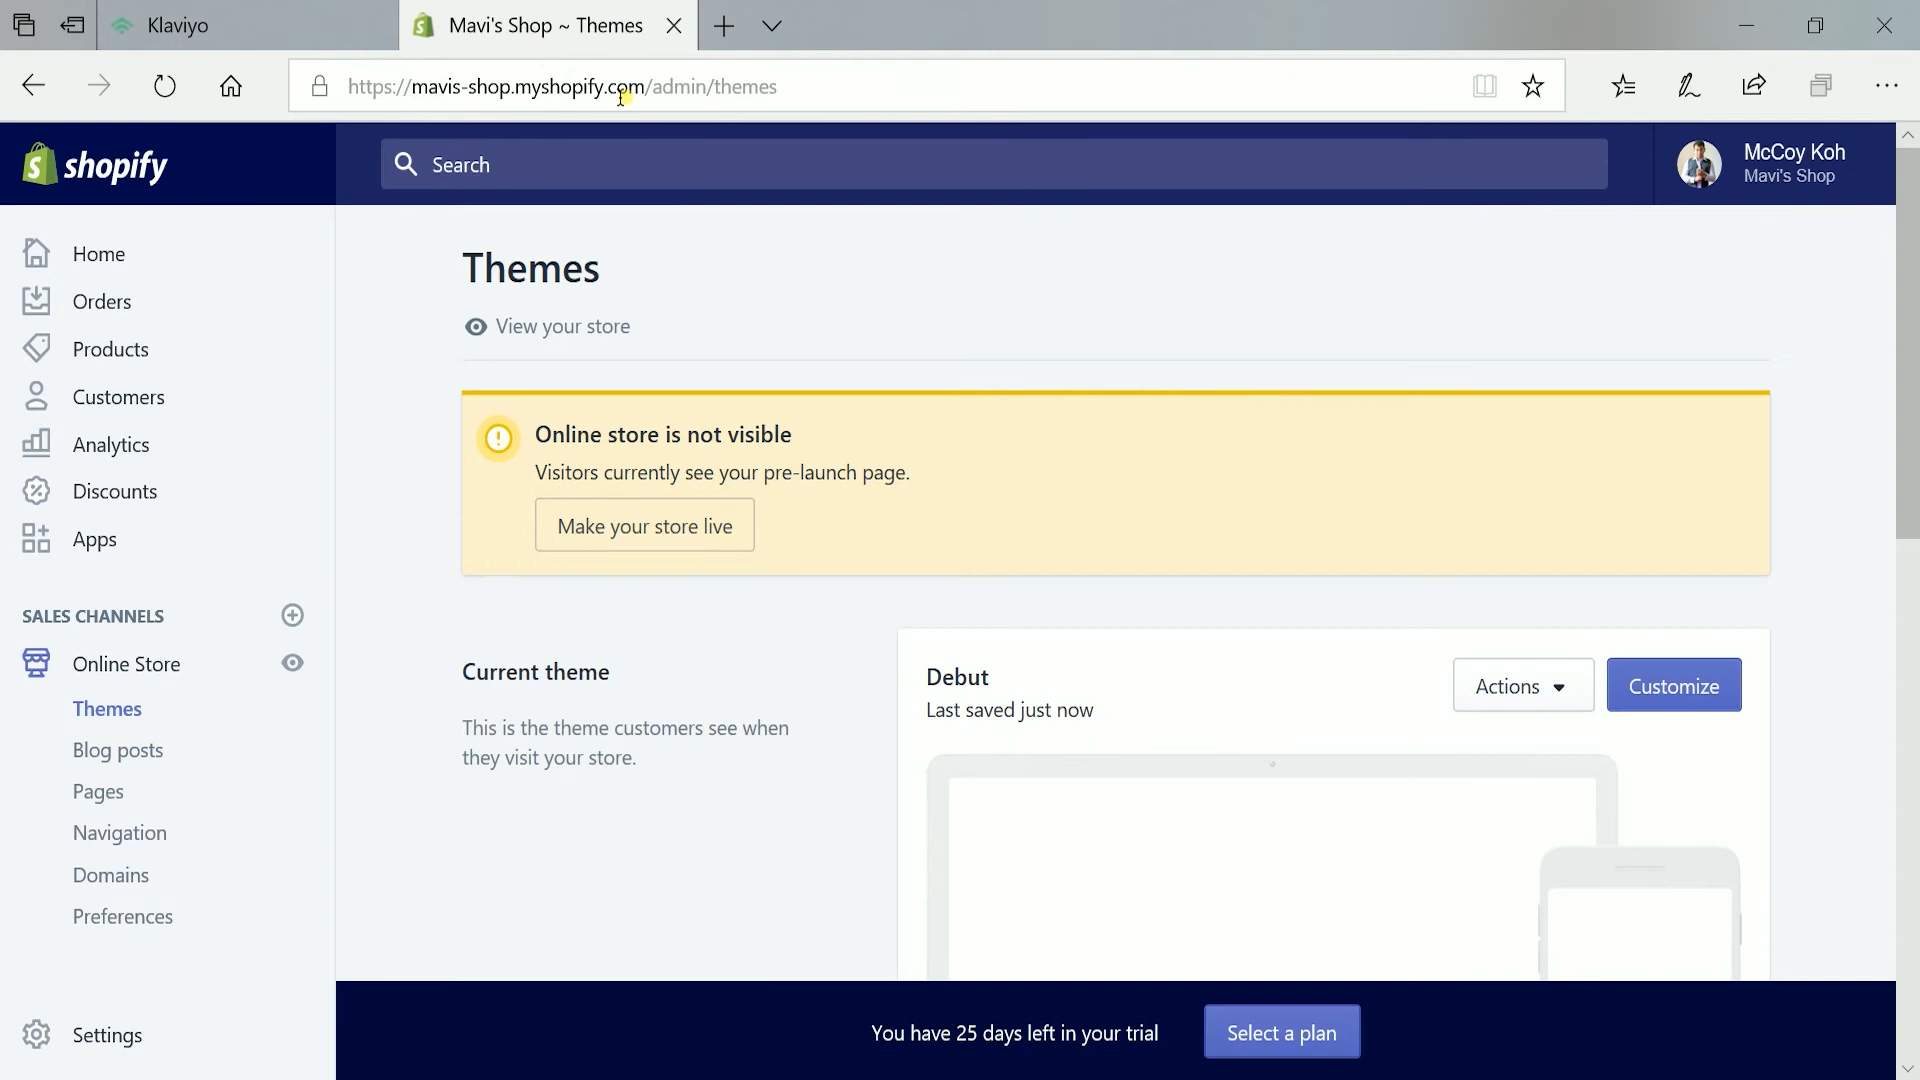 Klaviyo
Mavi's Shop ~ Themes
https://mavis-shop.myshopify.com/admin/themes
shopify
Search
McCoy Koh
Mavi's Shop
Home
Orders
Products
Customers
Analytics
Discounts
Apps
SALES CHANNELS
Online Store
Themes
Blog posts
Pages
Navigation
Domains
Preferences
Settings
Themes
View your store
Online store is not visible
Visitors currently see your pre-launch page.
Make your store live
Current theme
This is the theme customers see when
they visit your store.
Debut
Last saved just now
Actions
Customize
You have 25 days left in your trial
Select a plan